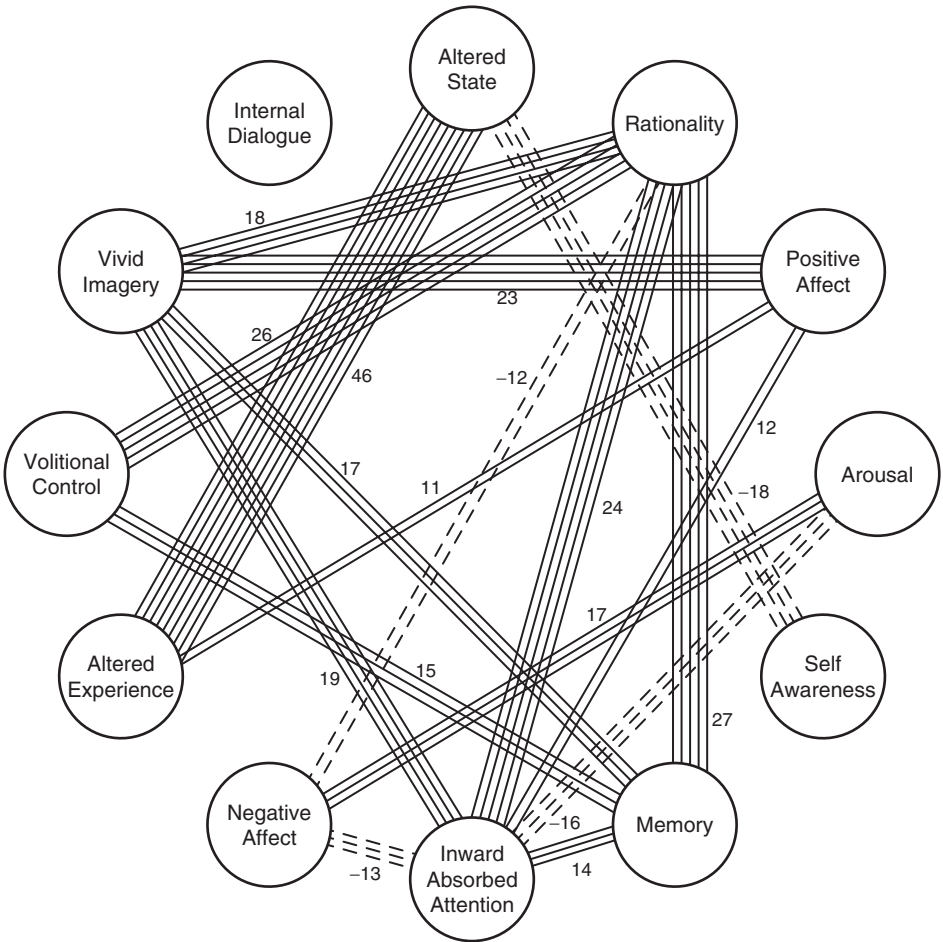 Altered
State
Internal
Dialogue
Rationality
18
Vivid
Imagery
Positive
Affect
23
26
46
−12
12
Volitional
Control
17
11
24
−18
Arousal
17
Altered
Experience
19
15
Self
Awareness
27
Negative
Affect
−16
Memory
−13
Inward
Absorbed
Attention
14